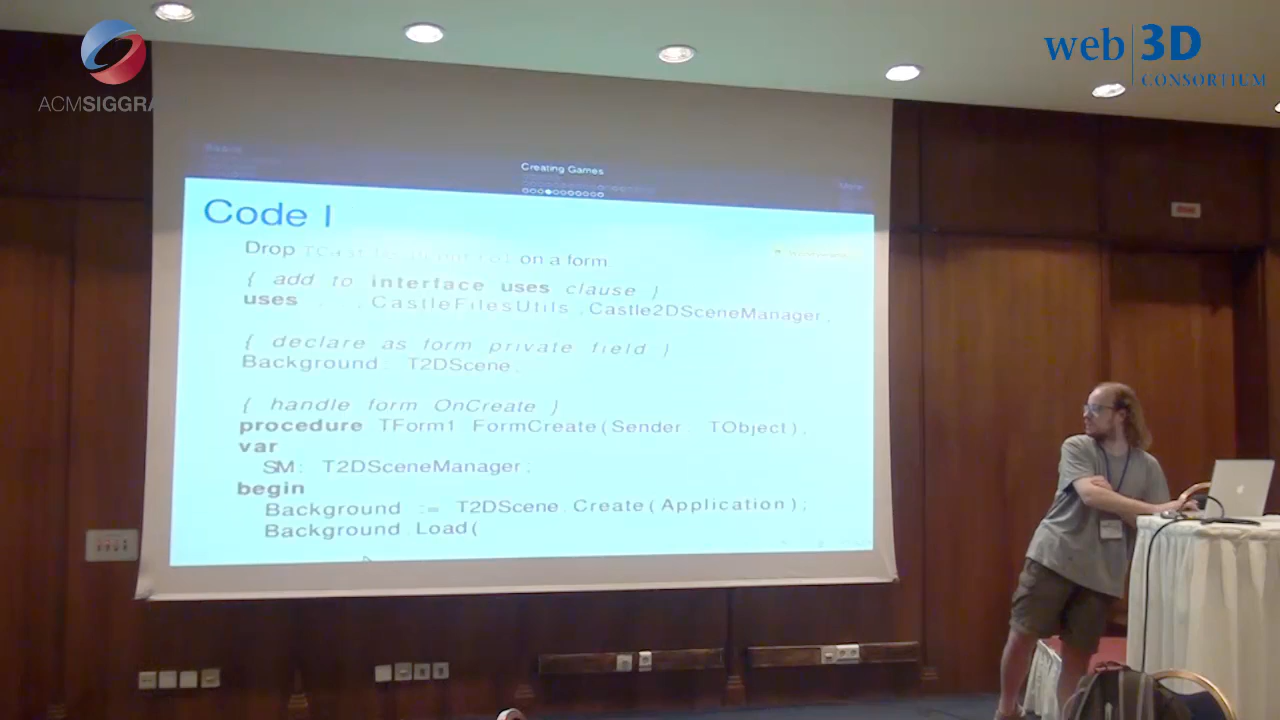 ACMSIGGRA
web 3D
CONSORTIUM
Creating Games
Code I
Drop on a form
{ add to interface uses clause }
uses CastleFilesUtils, Castle2DSceneManager;
{ declare as form private field }
Background: T2DScene;
{ handle form OnCreate }
procedure TForm1.FormCreate(Sender: TObject);
var
SM: T2DSceneManager;
begin
Background := T2DScene.Create(Application);
Background.Load(